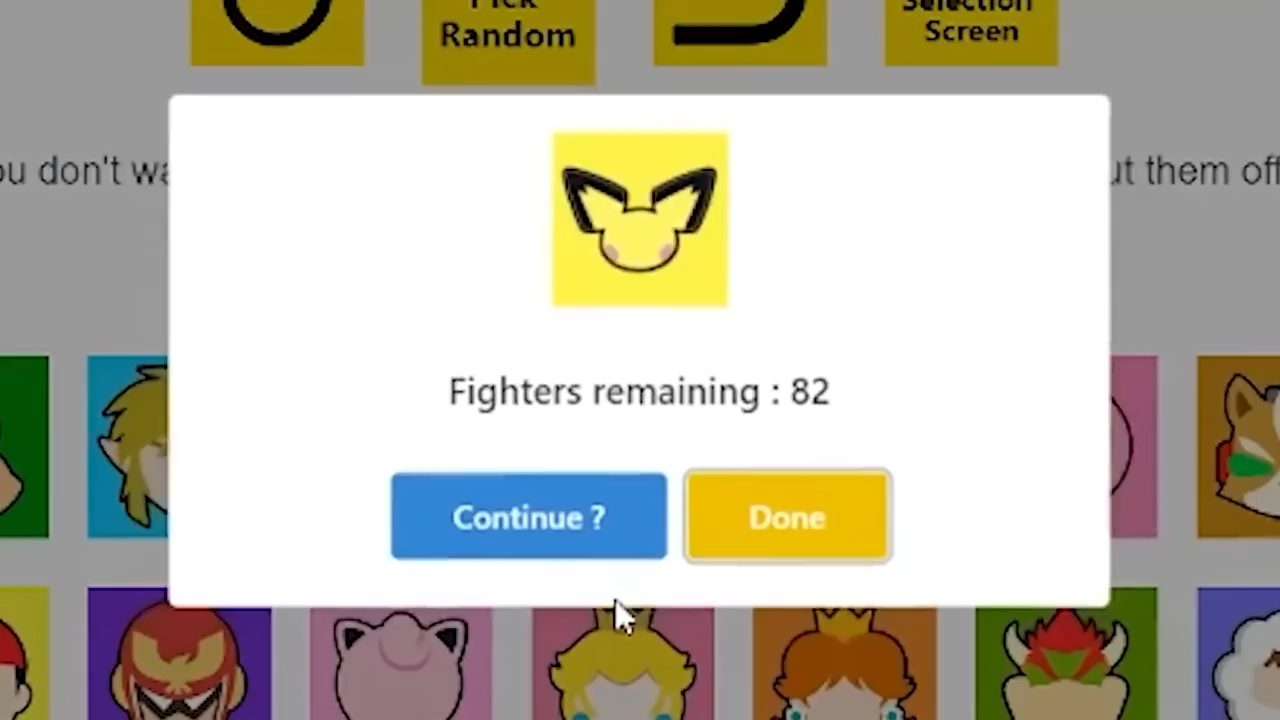 Pick
Random
Selection
Screen
ou don't wa
ut them off
Fighters remaining : 82
Continue ?
Done